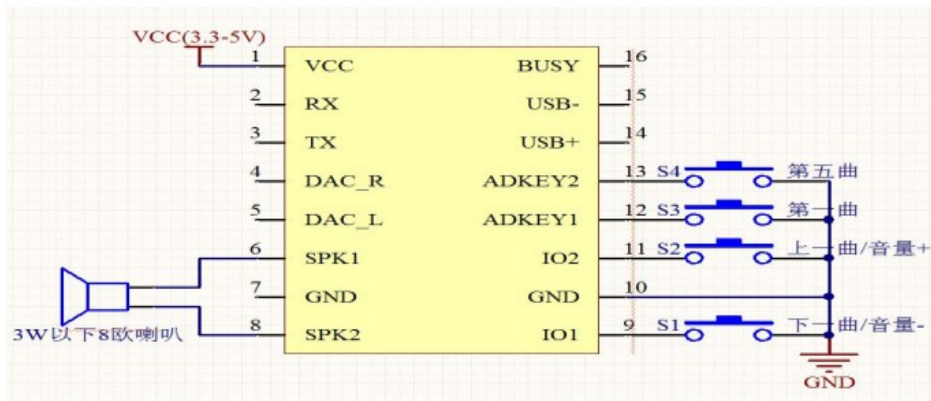 VCC(3.3-5V)
1 VCC BUSY 16
2 RX USB- 15
3 TX USB+ 14
4 DAC_R ADKEY2 13 S4 第五曲
5 DAC_L ADKEY1 12 S3 第一曲
6 SPK1 IO2 11 S2 上一曲/音量+
7 GND GND 10
8 SPK2 IO1 9 S1 下一曲/音量-
3W以下8欧喇叭
GND